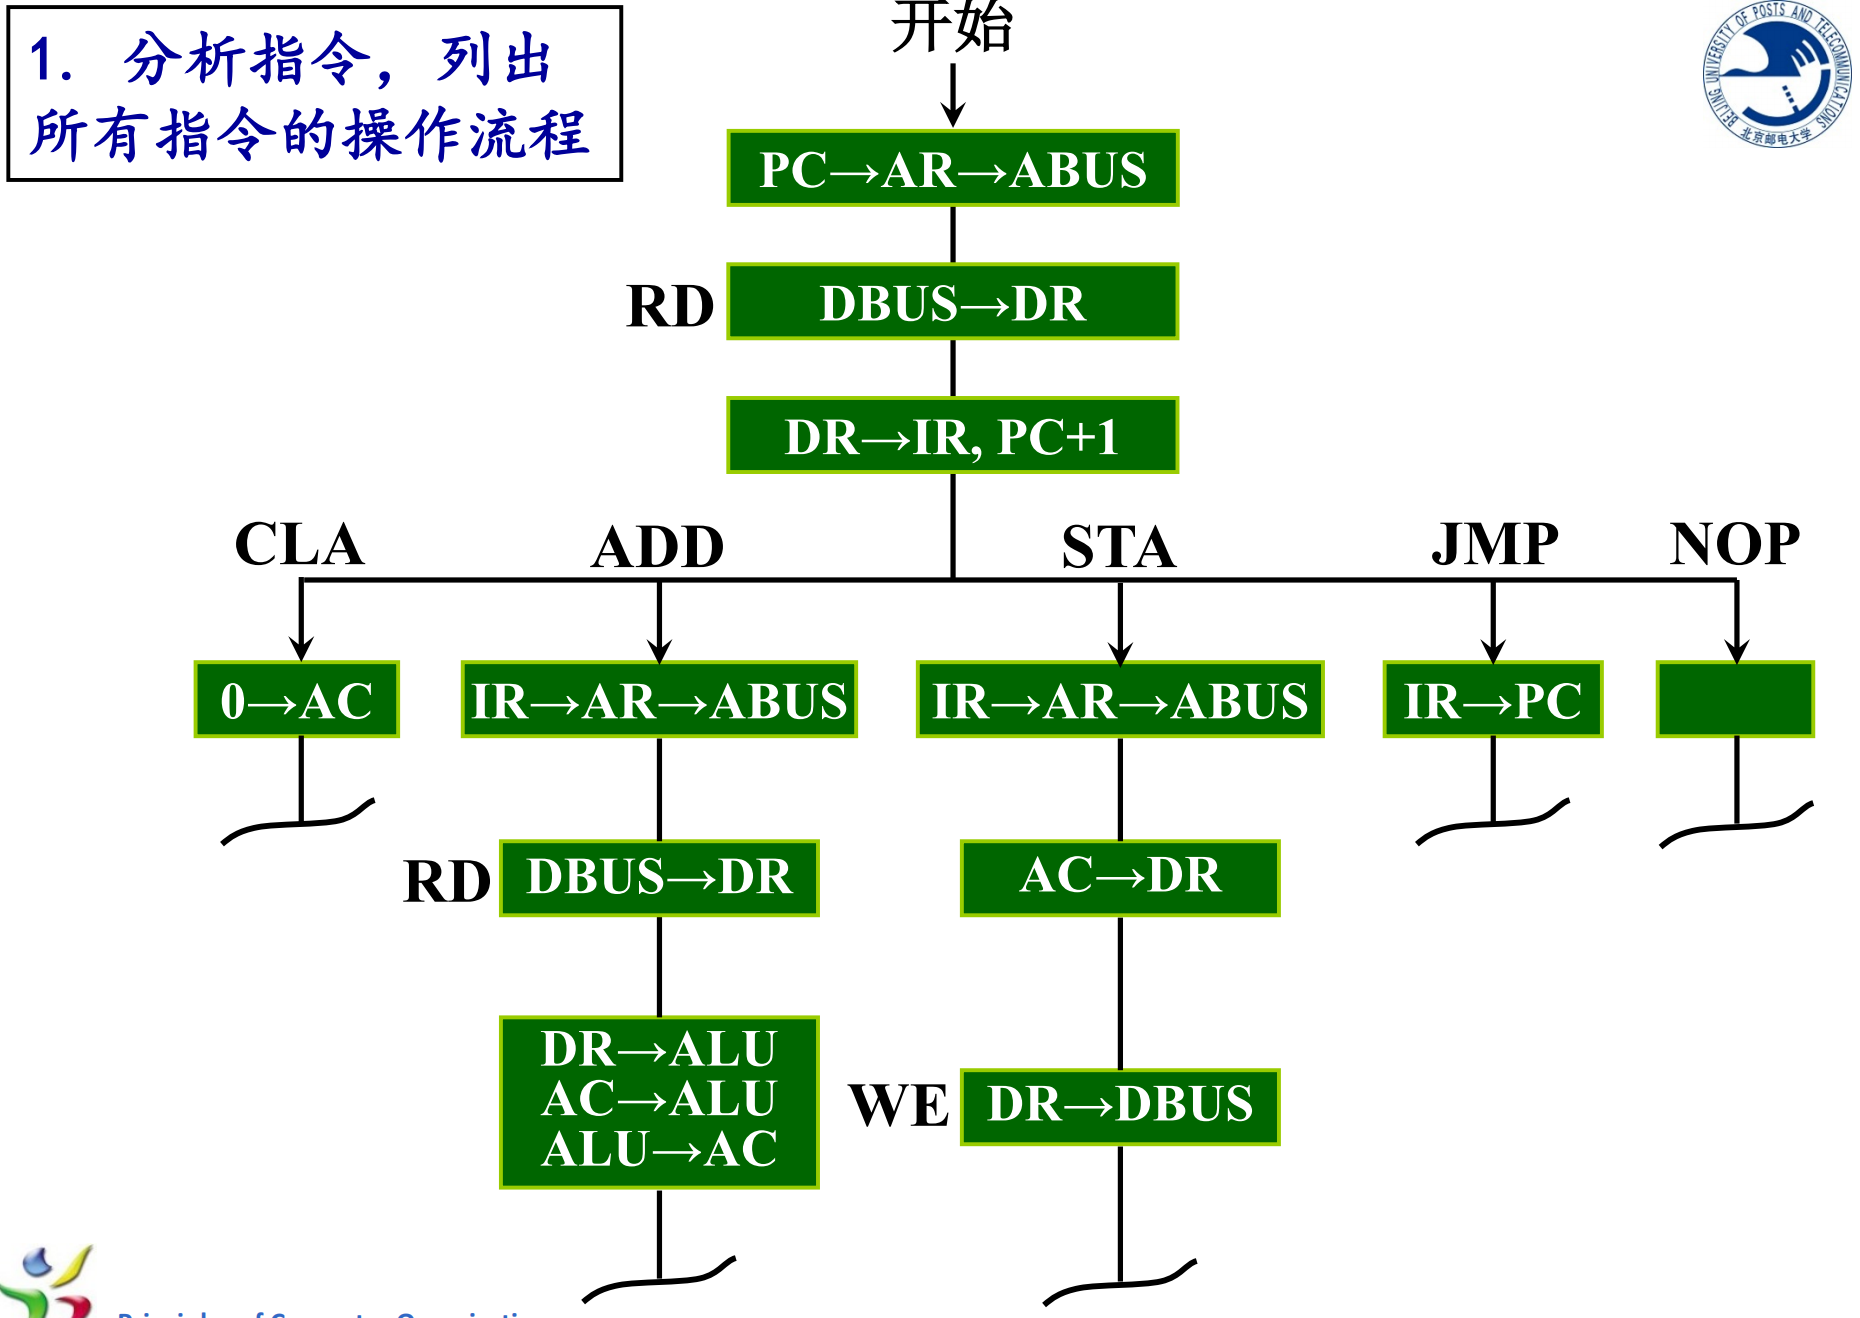 1. 分析指令，列出
所有指令的操作流程
开始
BEIJING UNIVERSITY OF POSTS AND TELECOMMUNICATIONS
北京邮电大学
PC→AR→ABUS
RD
DBUS→DR
DR→IR, PC+1
CLA
ADD
STA
JMP
NOP
0→AC
IR→AR→ABUS
IR→AR→ABUS
IR→PC
RD
DBUS→DR
AC→DR
DR→ALU
AC→ALU
ALU→AC
WE
DR→DBUS